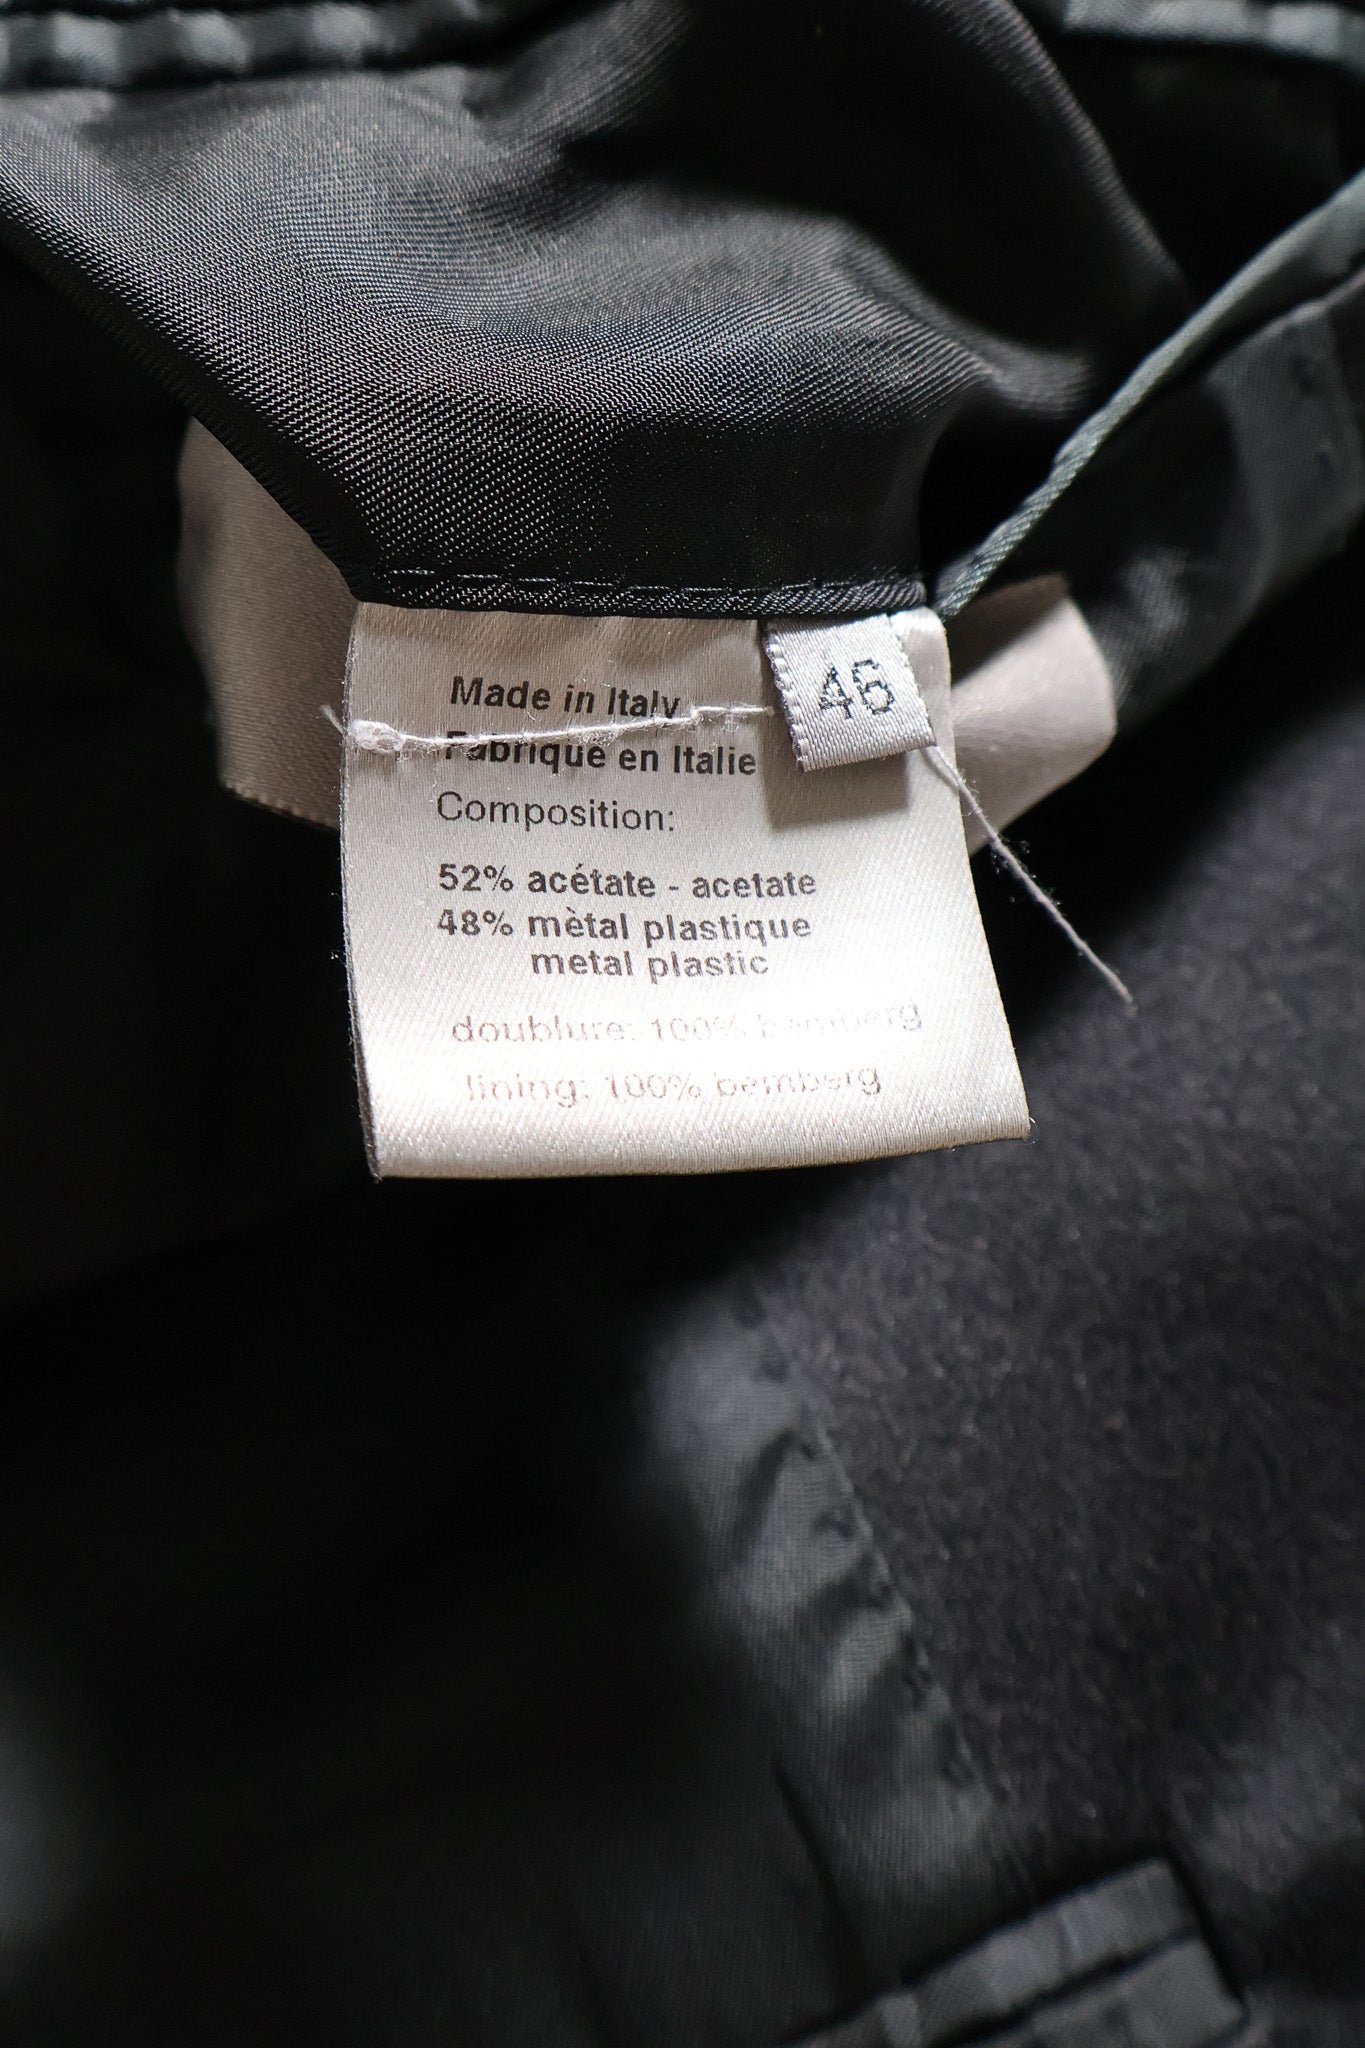 Made in Italy
46
Fabrique en Italie
Composition:
52% acétate - acetate
48% mètal plastique
metal plastic
doublure: 100% bemberg
lining: 100% bemberg